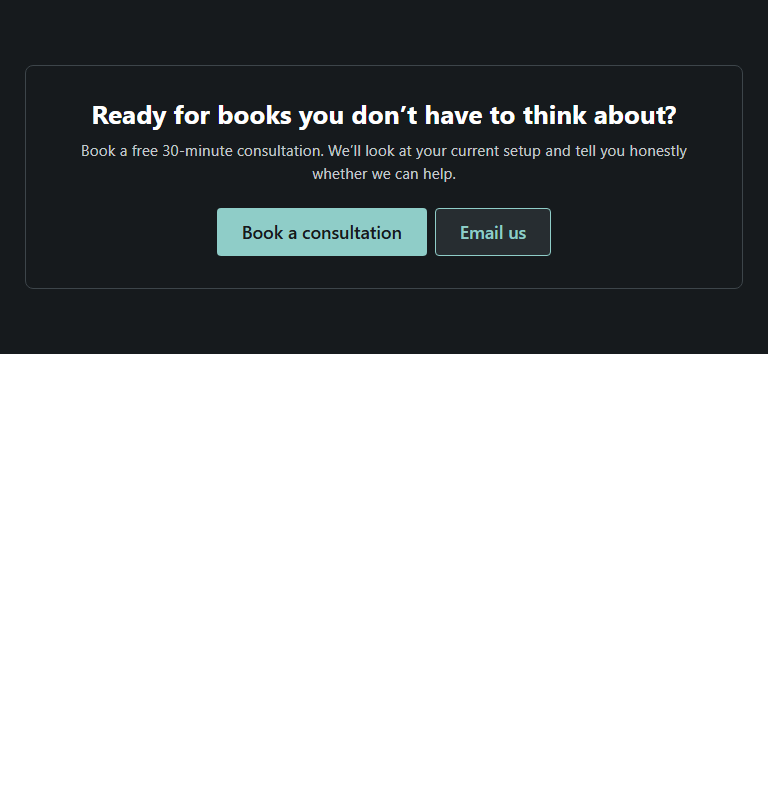 Ready for books you don’t have to think about?
Book a free 30-minute consultation. We’ll look at your current setup and tell you honestly
whether we can help.
Book a consultation
Email us